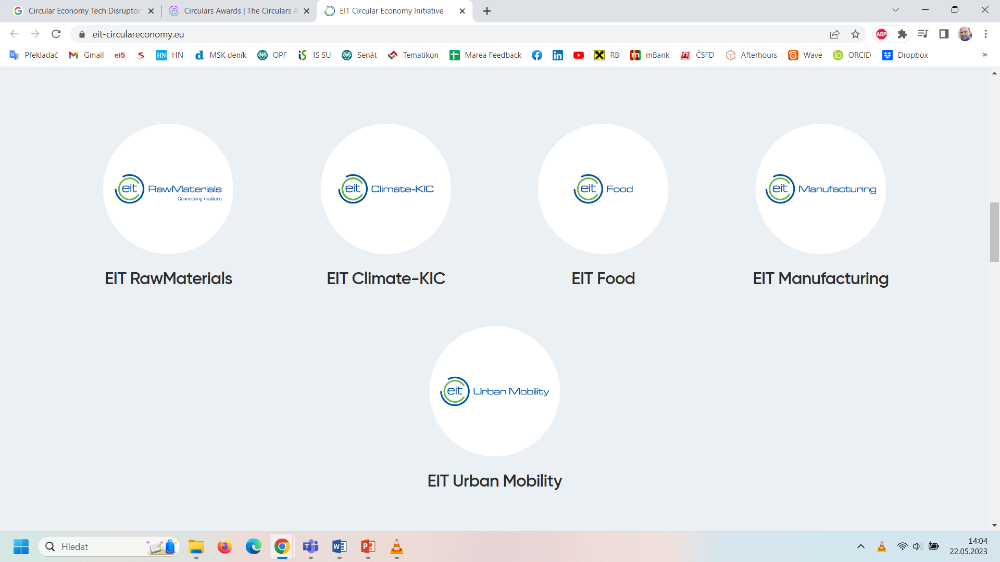 Circular Economy Tech Disruptor
Circulars Awards | The Circulars A
EIT Circular Economy Initiative
eit-circulareconomy.eu
ABP
Překladač
Gmail
el5
HN HN
MSK deník
OPF
IS SU
Senát
Tematikon
Marea Feedback
RB
mBank
ČSFD
Afterhours
Wave
iD ORCID
Dropbox
»
eit RawMaterials
Connecting matters
eit Climate-KIC
eit Food
eit Manufacturing
EIT RawMaterials
EIT Climate-KIC
EIT Food
EIT Manufacturing
eit Urban Mobility
EIT Urban Mobility
Hledat
14:04
22.05.2023